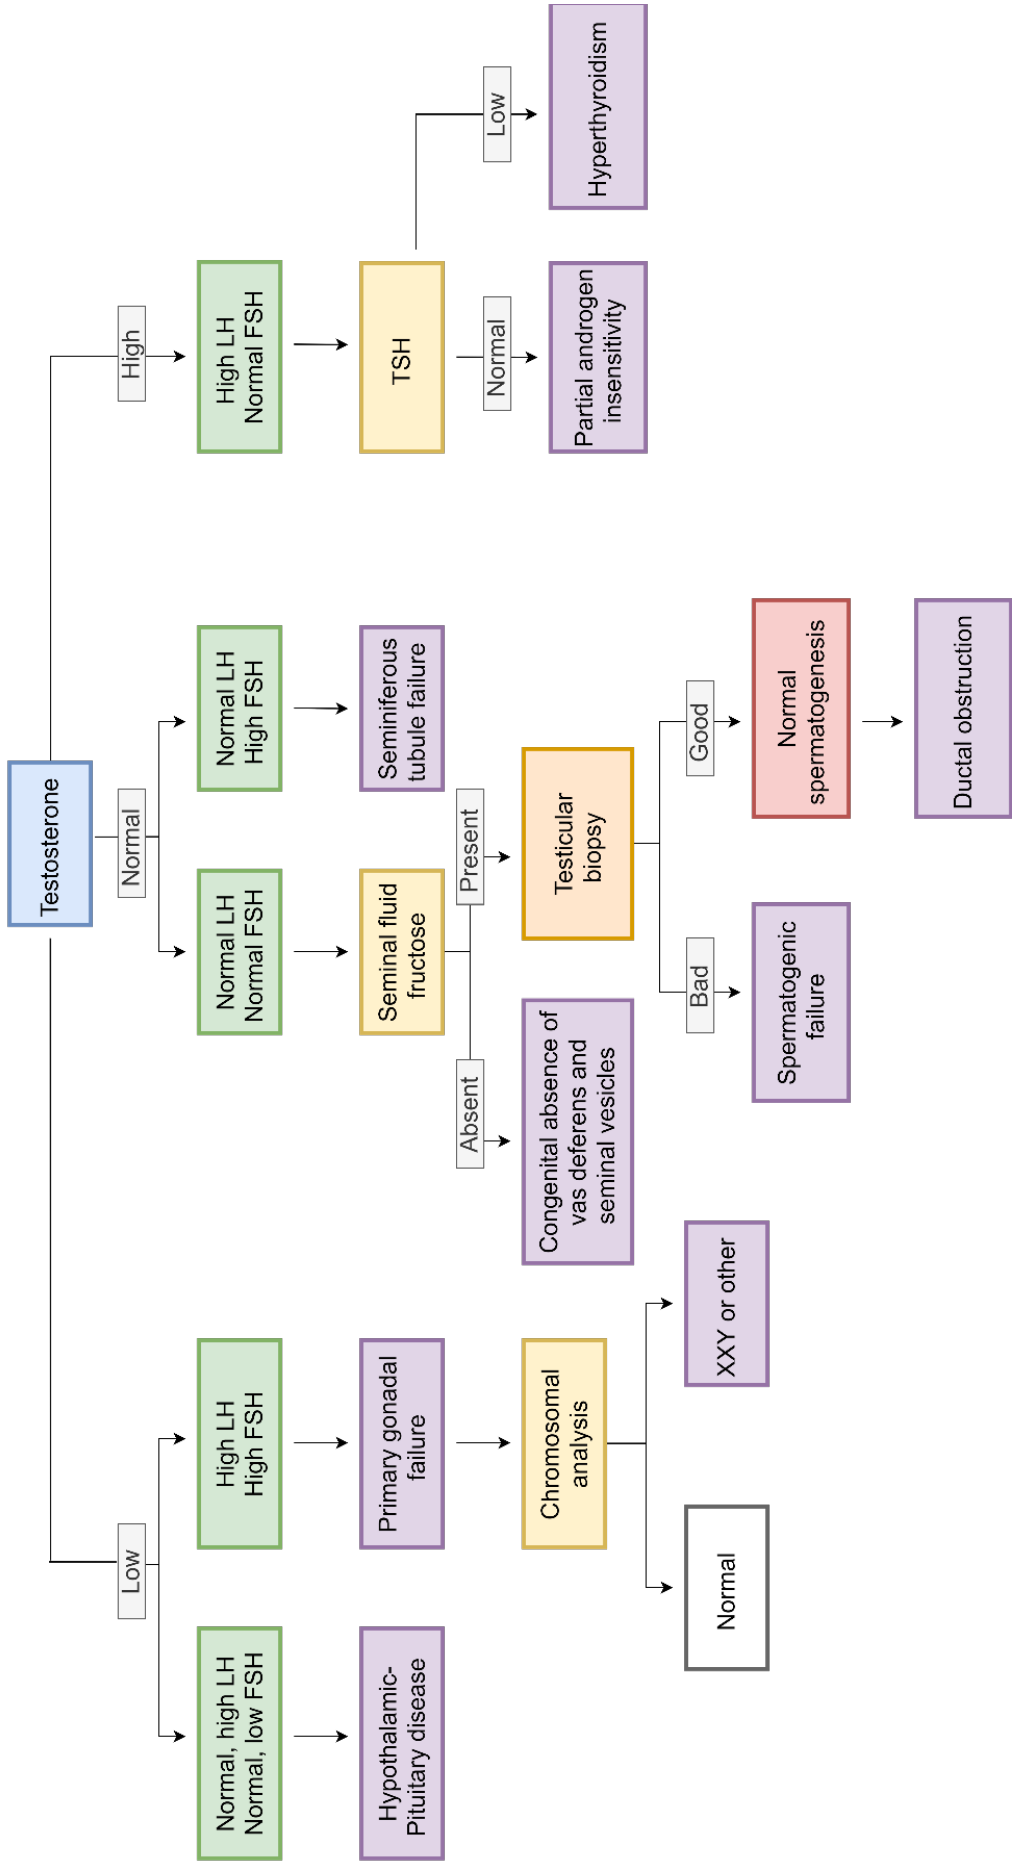 Testosterone
Low
Normal
High
Normal, high LH
Normal, low FSH
High LH
High FSH
Normal LH
Normal FSH
Normal LH
High FSH
High LH
Normal FSH
Hypothalamic-
Pituitary disease
Primary gonadal
failure
Seminal fluid
fructose
Seminiferous
tubule failure
TSH
Absent
Present
Normal
Low
Chromosomal
analysis
Congenital absence of
vas deferens and
seminal vesicles
Testicular
biopsy
Partial androgen
insensitivity
Hyperthyroidism
Bad
Good
Normal
XXY or other
Spermatogenic
failure
Normal
spermatogenesis
Ductal obstruction